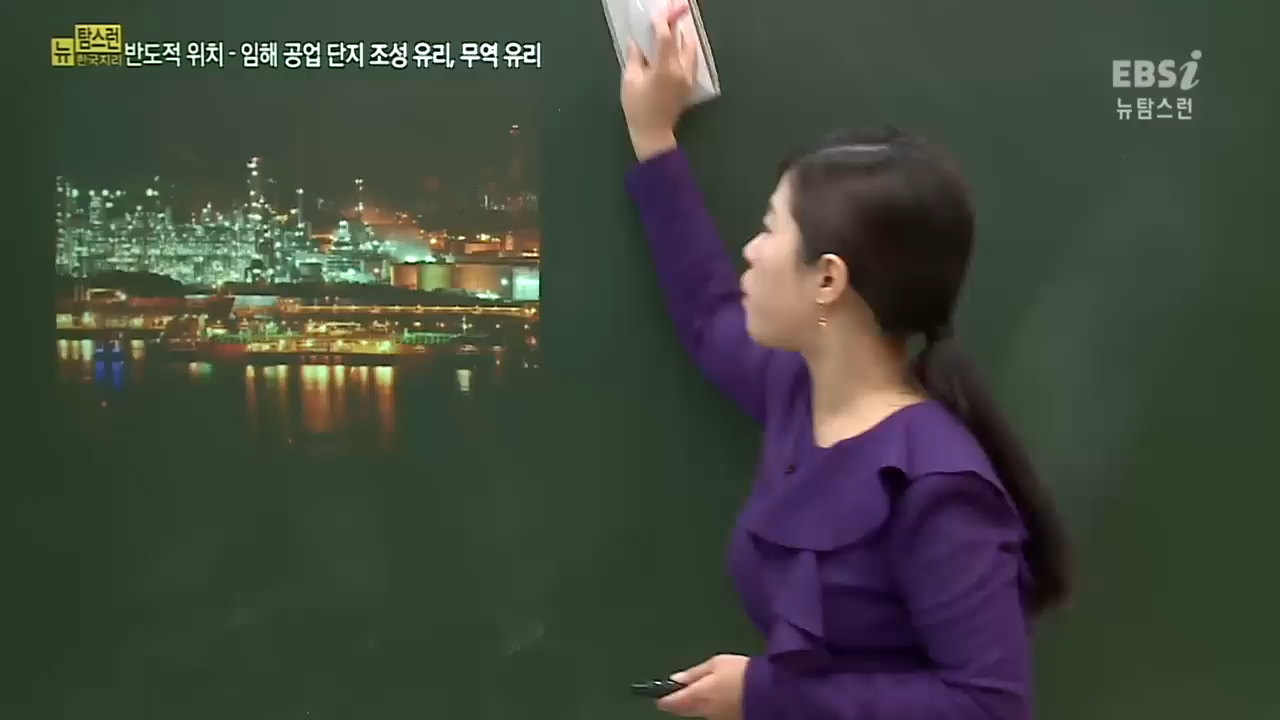 뉴 탐스런 한국지리
반도적 위치 - 임해 공업 단지 조성 유리, 무역 유리
EBSi
뉴탐스런